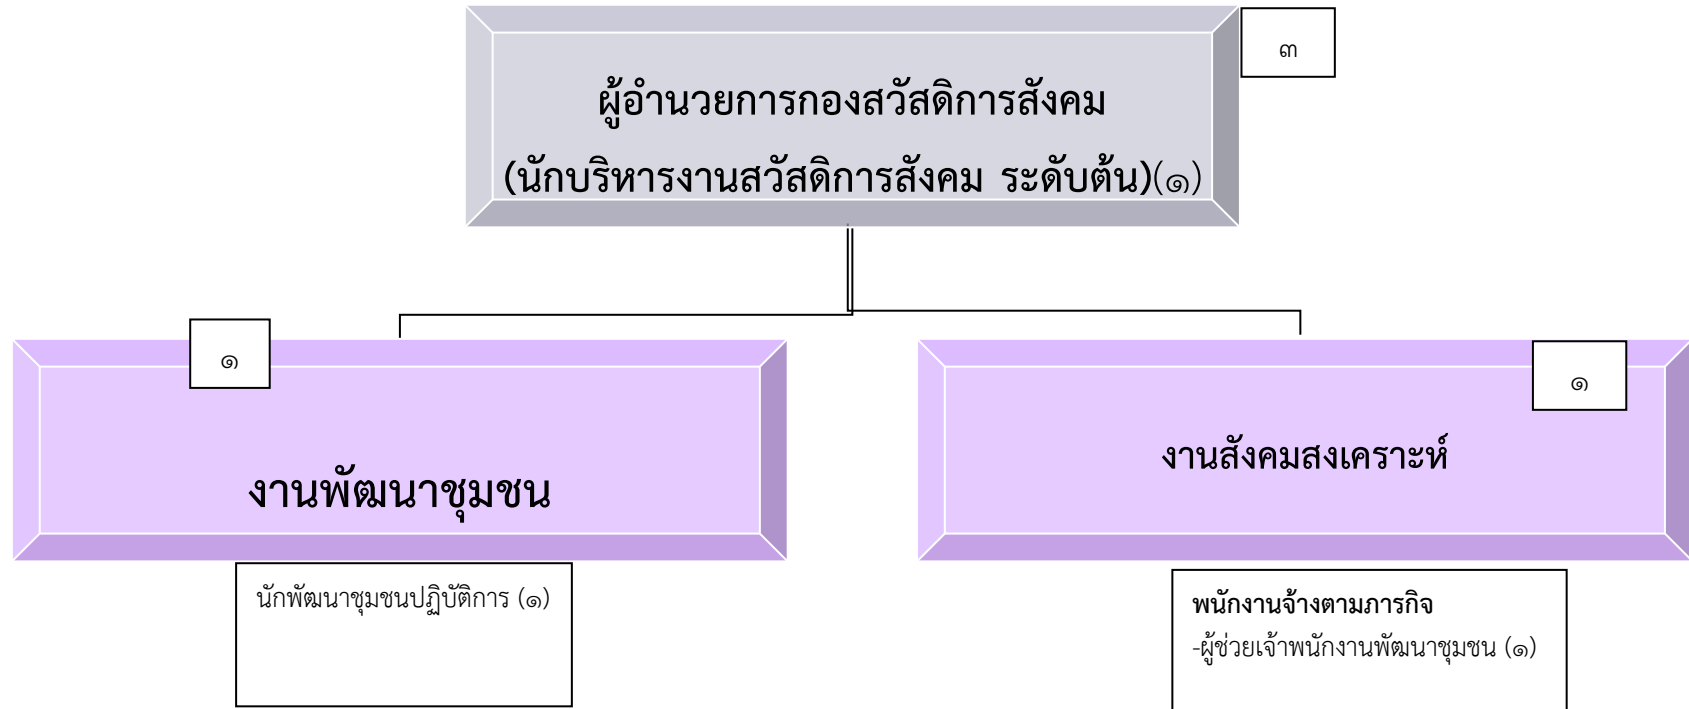 ๓
ผู้อำนวยการกองสวัสดิการสังคม
(นักบริหารงานสวัสดิการสังคม ระดับต้น)(๑)
๑
งานพัฒนาชุมชน
นักพัฒนาชุมชนปฏิบัติการ (๑)
๑
งานสังคมสงเคราะห์
พนักงานจ้างตามภารกิจ
-ผู้ช่วยเจ้าพนักงานพัฒนาชุมชน (๑)